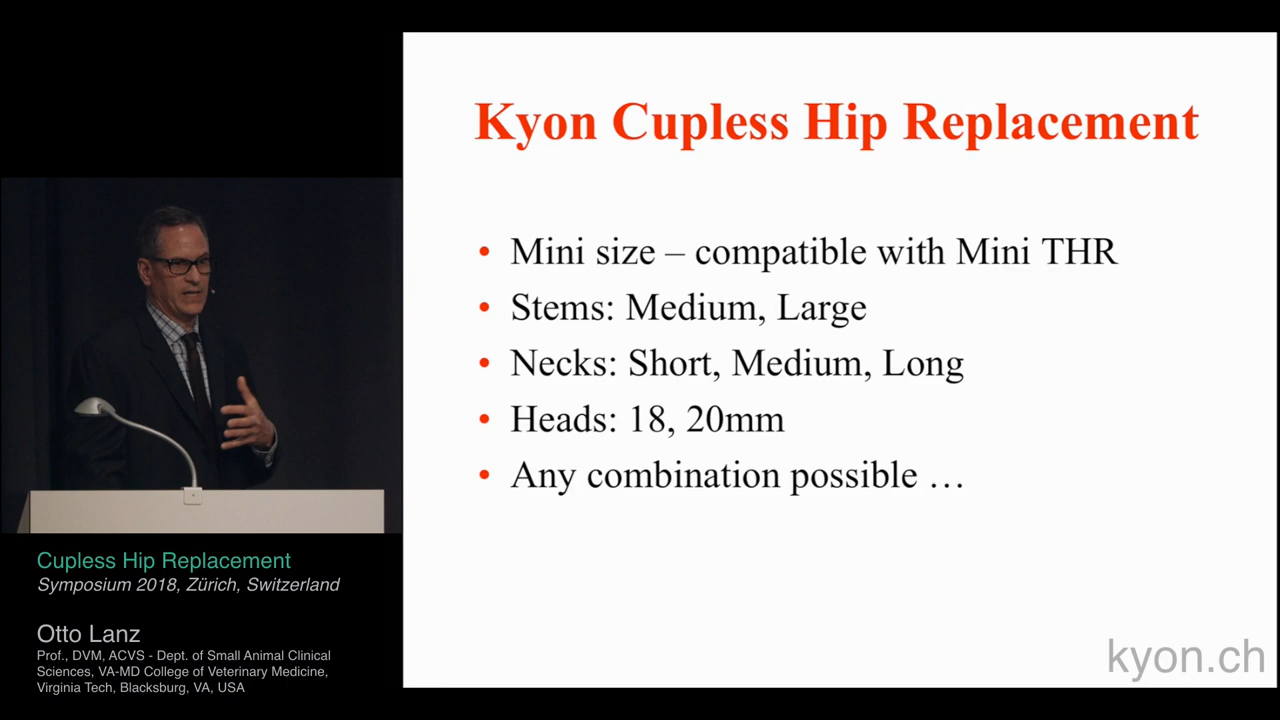 Kyon Cupless Hip Replacement
• Mini size – compatible with Mini THR
• Stems: Medium, Large
• Necks: Short, Medium, Long
• Heads: 18, 20mm
• Any combination possible …
kyon.ch
Cupless Hip Replacement
Symposium 2018, Zürich, Switzerland
Otto Lanz
Prof., DVM, ACVS - Dept. of Small Animal Clinical
Sciences, VA-MD College of Veterinary Medicine,
Virginia Tech, Blacksburg, VA, USA